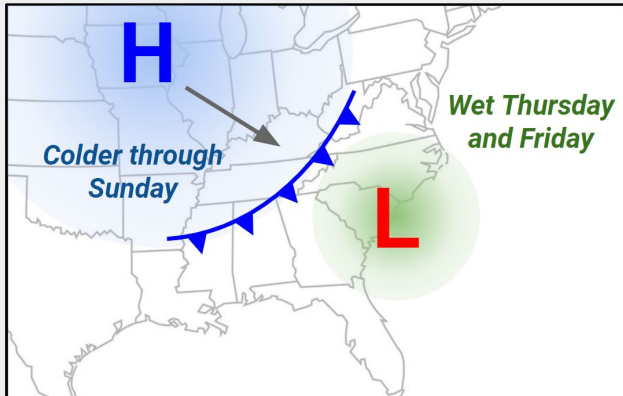 H
Wet Thursday
and Friday
Colder through
Sunday
L